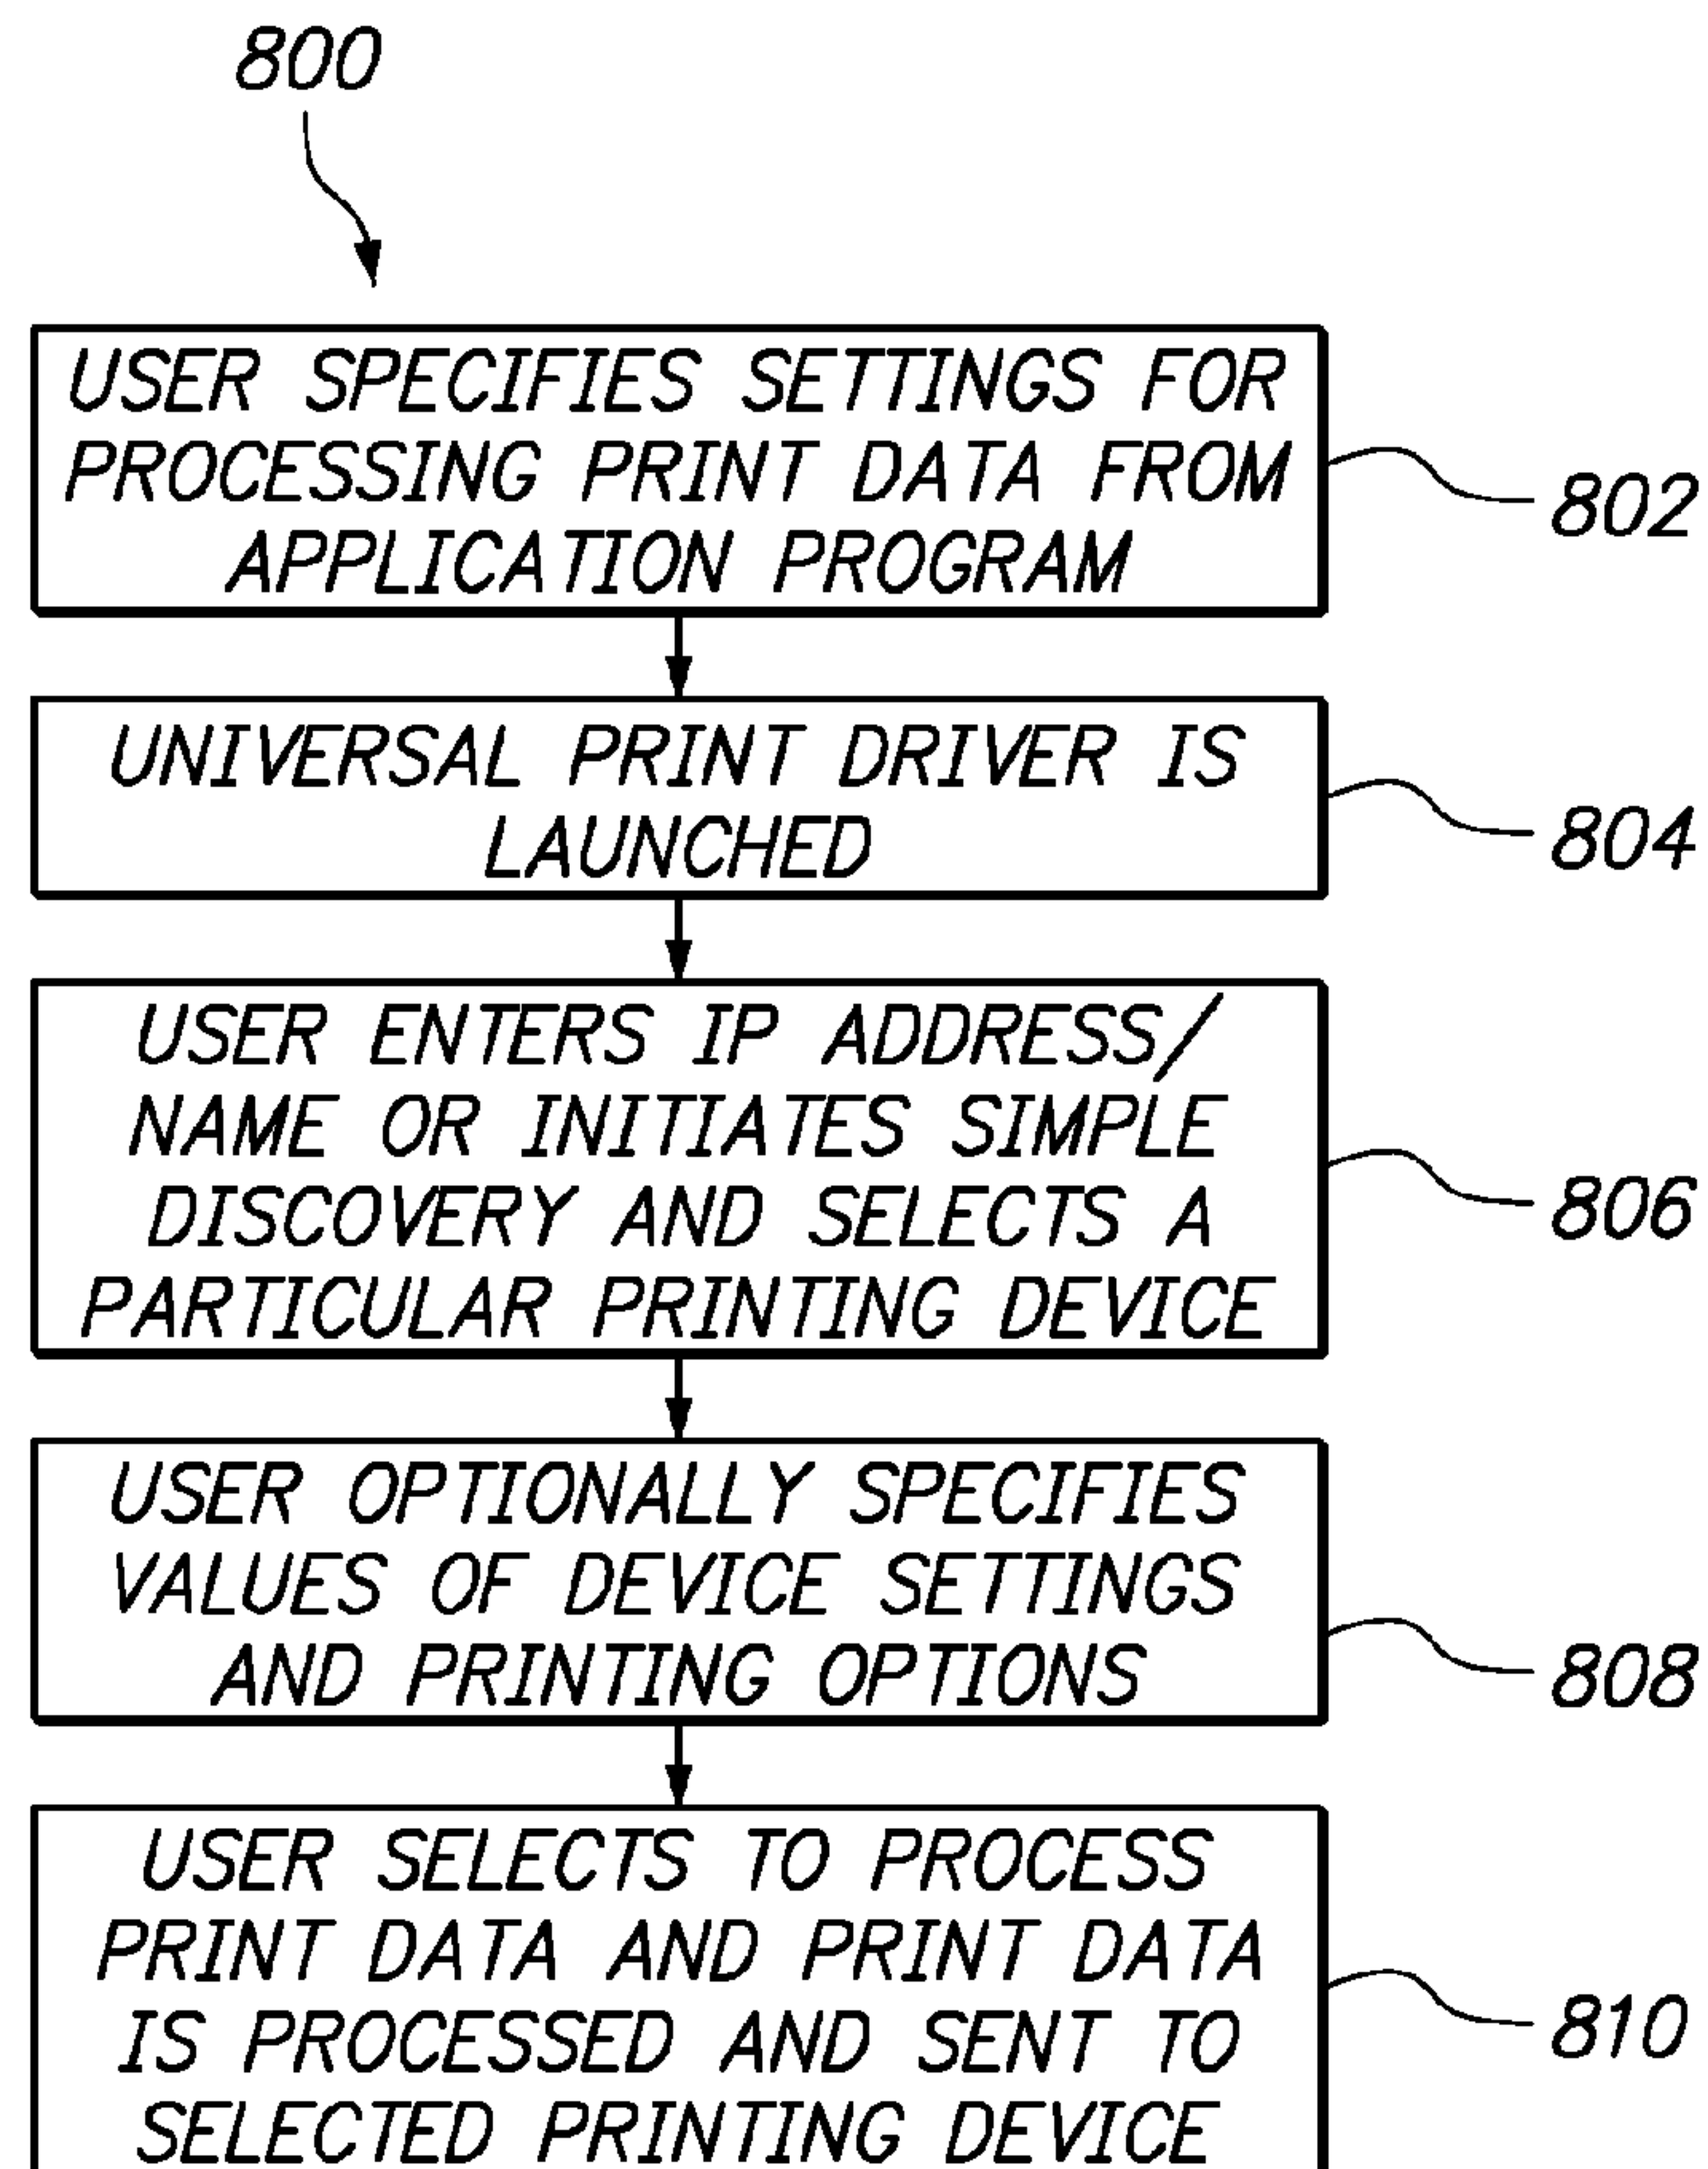 800
USER SPECIFIES SETTINGS FOR
PROCESSING PRINT DATA FROM
APPLICATION PROGRAM
802
UNIVERSAL PRINT DRIVER IS
LAUNCHED
804
USER ENTERS IP ADDRESS/
NAME OR INITIATES SIMPLE
DISCOVERY AND SELECTS A
PARTICULAR PRINTING DEVICE
806
USER OPTIONALLY SPECIFIES
VALUES OF DEVICE SETTINGS
AND PRINTING OPTIONS
808
USER SELECTS TO PROCESS
PRINT DATA AND PRINT DATA
IS PROCESSED AND SENT TO
SELECTED PRINTING DEVICE
810